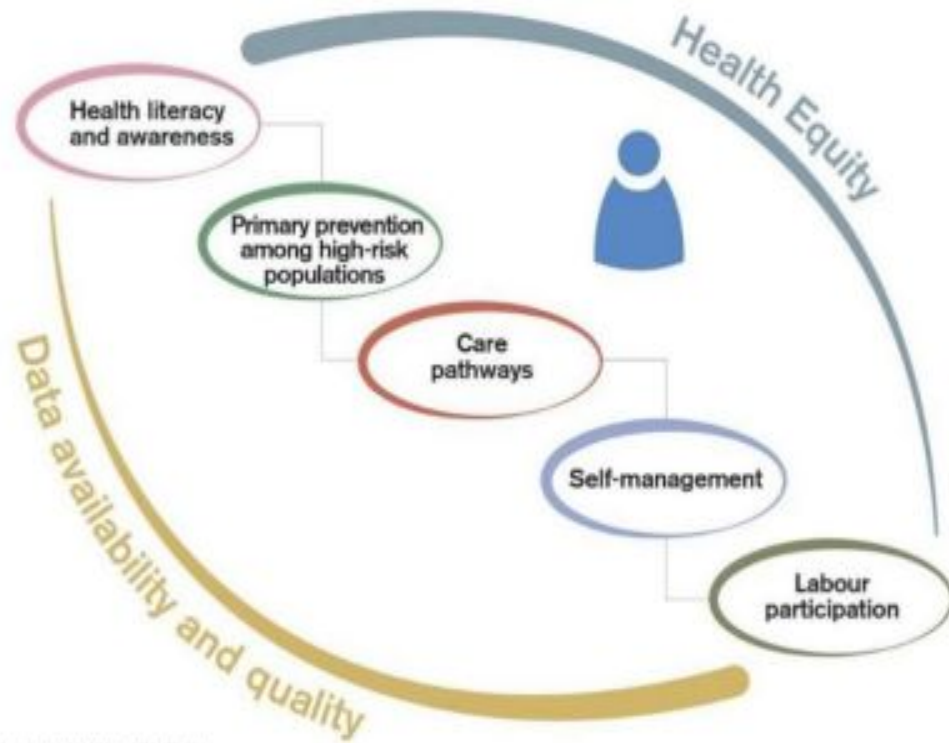 Health Equity
Health literacy
and awareness
Primary prevention
among high-risk
populations
Care
pathways
Self-management
Labour
participation
Data availability and quality